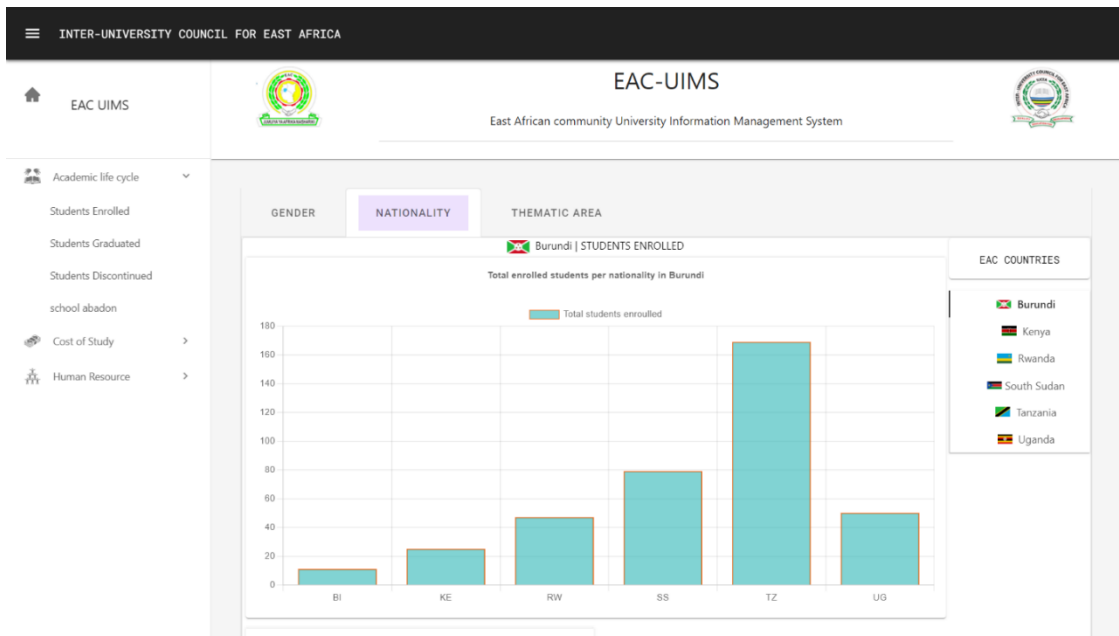 INTER-UNIVERSITY COUNCIL FOR EAST AFRICA
EAC UIMS
EAC-UIMS
East African community University Information Management System
Academic life cycle
Students Enrolled
Students Graduated
Students Discontinued
school abadon
Cost of Study
Human Resource
GENDER
NATIONALITY
THEMATIC AREA
Burundi | STUDENTS ENROLLED
Total enrolled students per nationality in Burundi
Total students enroulled
180
160
140
120
100
80
60
40
20
0
BI
KE
RW
SS
TZ
UG
EAC COUNTRIES
Burundi
Kenya
Rwanda
South Sudan
Tanzania
Uganda